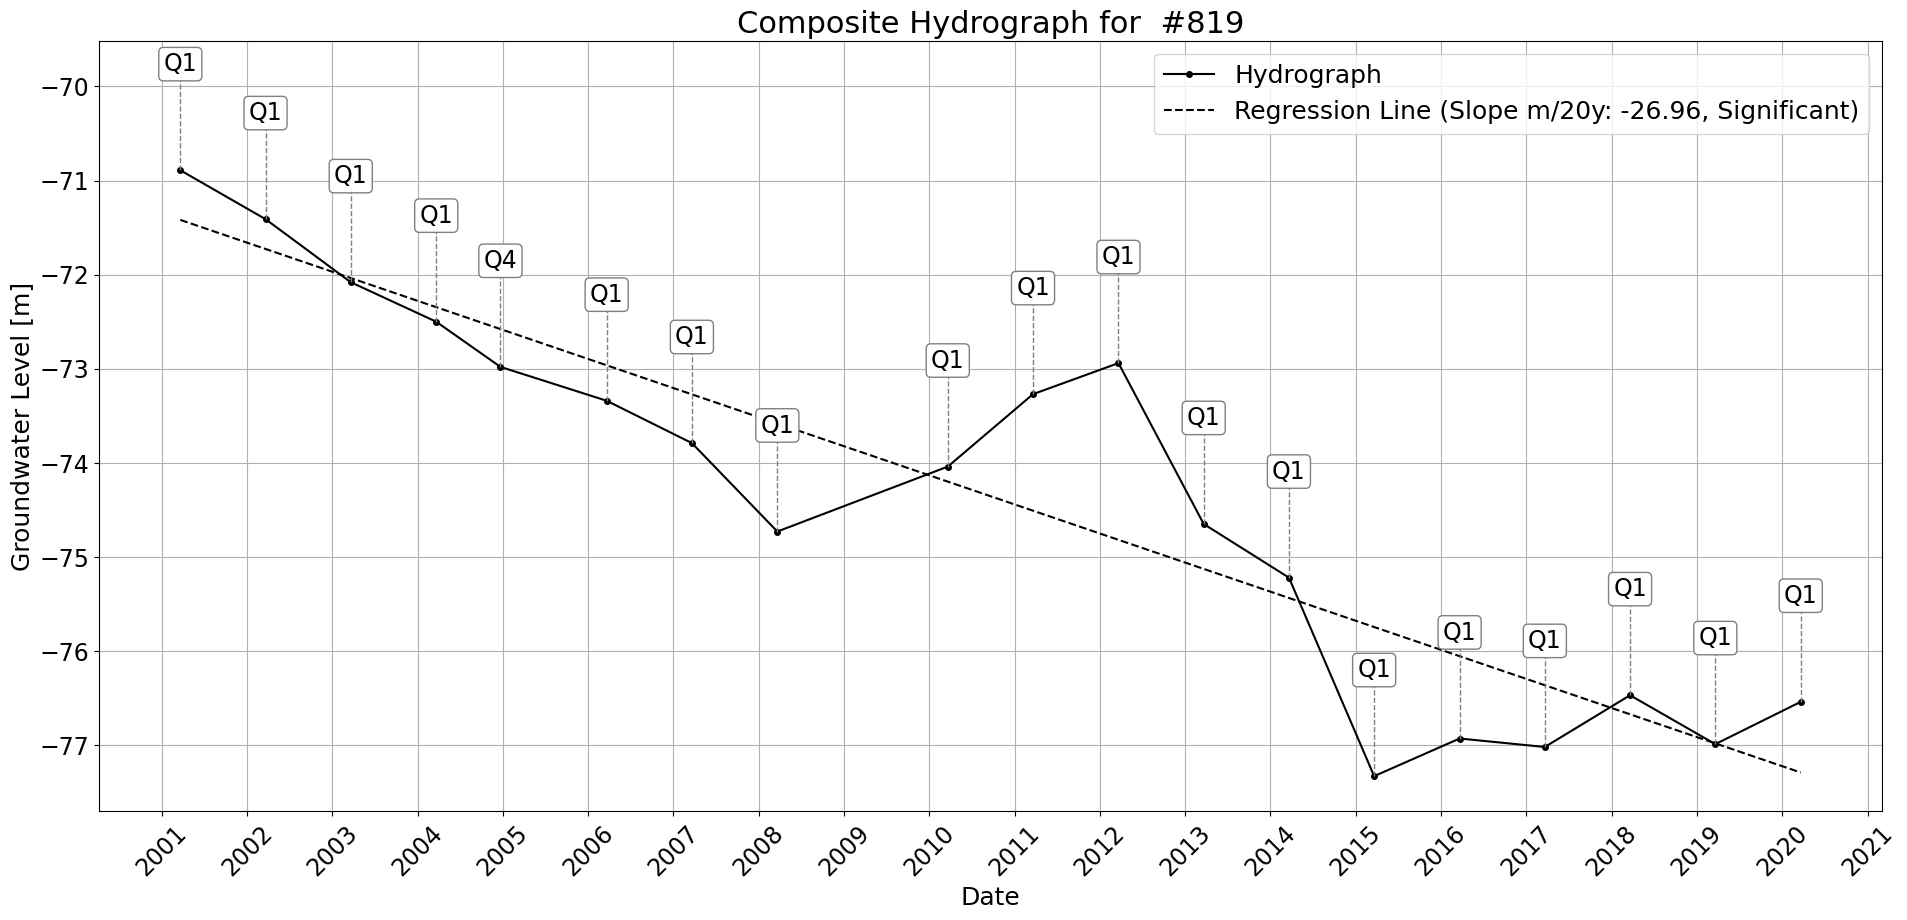 Composite Hydrograph for  #819
Hydrograph
Regression Line (Slope m/20y: -26.96, Significant)
Groundwater Level [m]
−70
−71
−72
−73
−74
−75
−76
−77
Q1
Q1
Q1
Q1
Q4
Q1
Q1
Q1
Q1
Q1
Q1
Q1
Q1
Q1
Q1
Q1
Q1
Q1
Q1
2001
2002
2003
2004
2005
2006
2007
2008
2009
2010
2011
2012
2013
2014
2015
2016
2017
2018
2019
2020
2021
Date